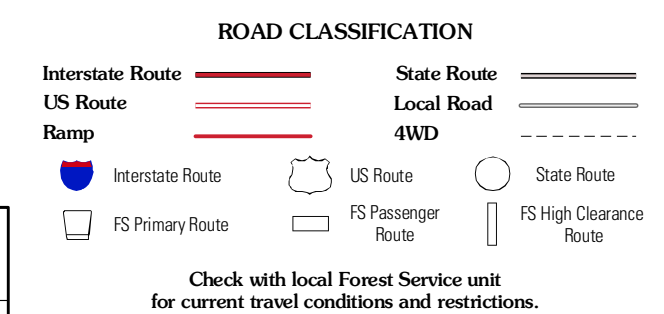 ROAD CLASSIFICATION
Interstate Route
State Route
US Route
Local Road
Ramp
4WD
Interstate Route
US Route
State Route
FS Primary Route
FS Passenger
Route
FS High Clearance
Route
Check with local Forest Service unit
for current travel conditions and restrictions.